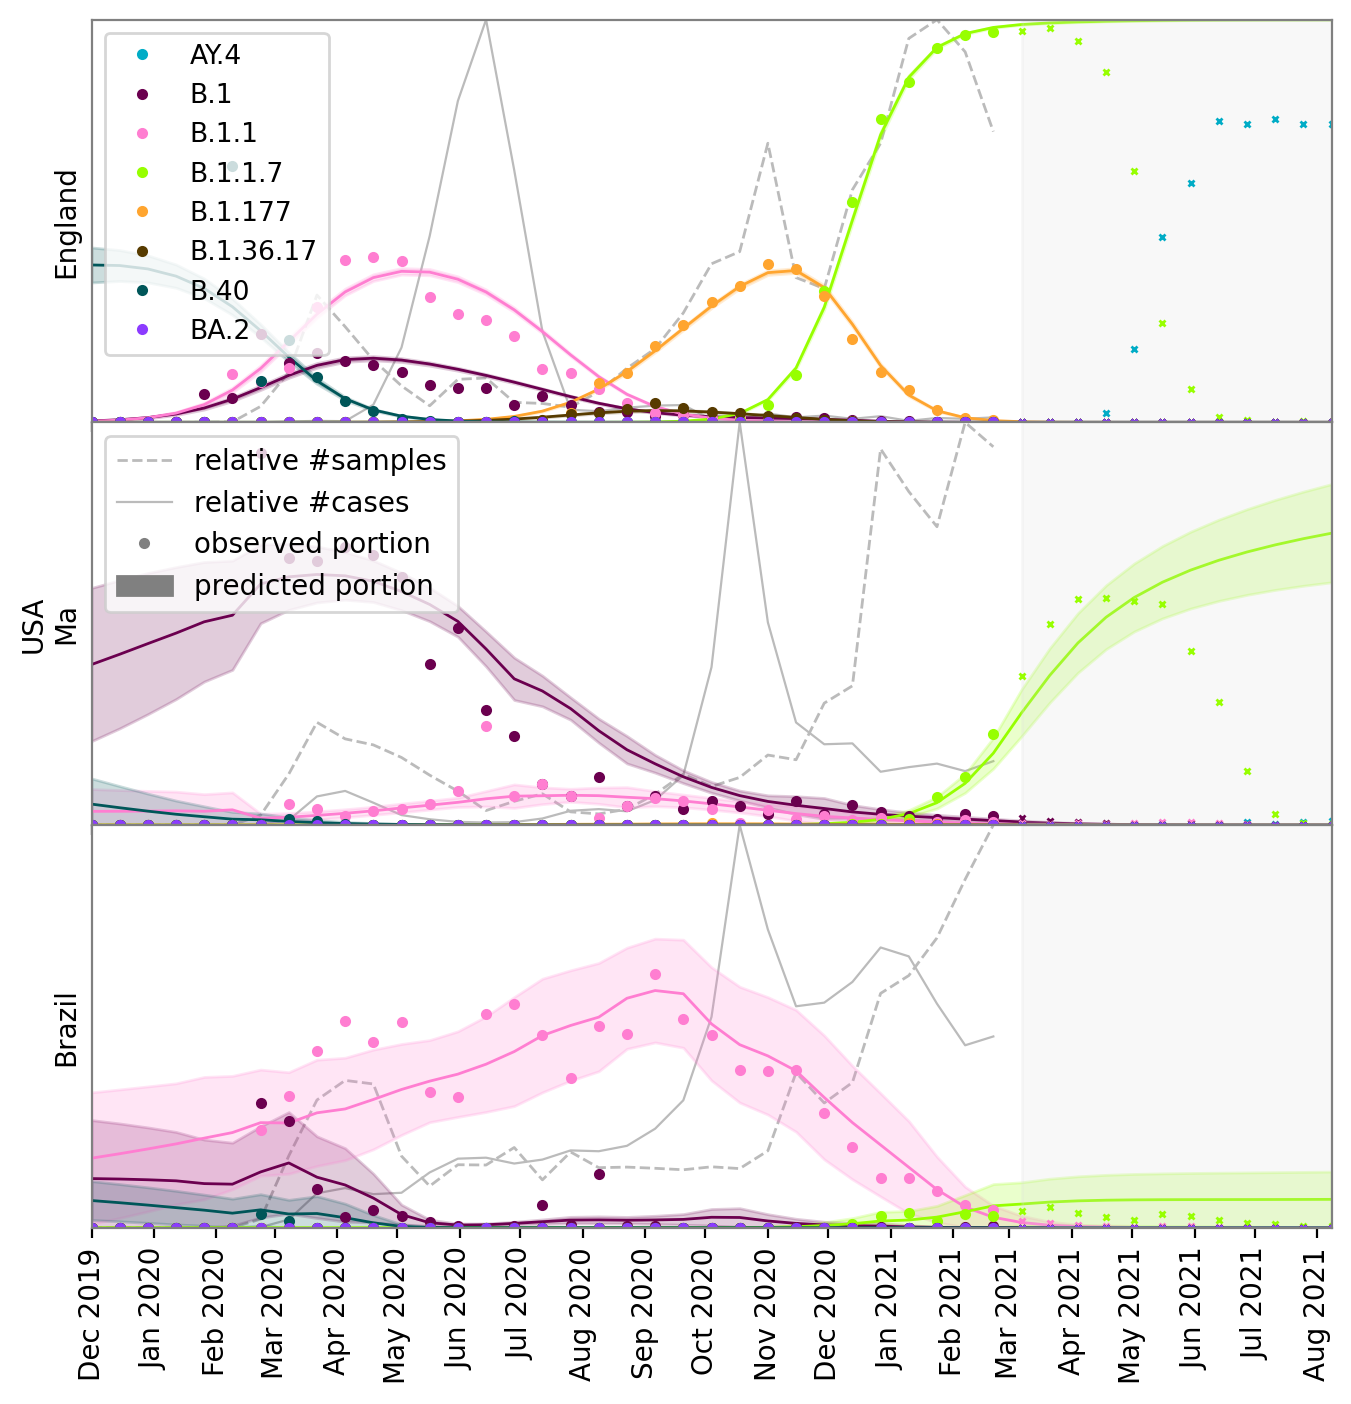 England
AY.4
B.1
B.1.1
B.1.1.7
B.1.177
B.1.36.17
B.40
BA.2
USA
Ma
relative #samples
relative #cases
observed portion
predicted portion
Brazil
Dec 2019
Jan 2020
Feb 2020
Mar 2020
Apr 2020
May 2020
Jun 2020
Jul 2020
Aug 2020
Sep 2020
Oct 2020
Nov 2020
Dec 2020
Jan 2021
Feb 2021
Mar 2021
Apr 2021
May 2021
Jun 2021
Jul 2021
Aug 2021